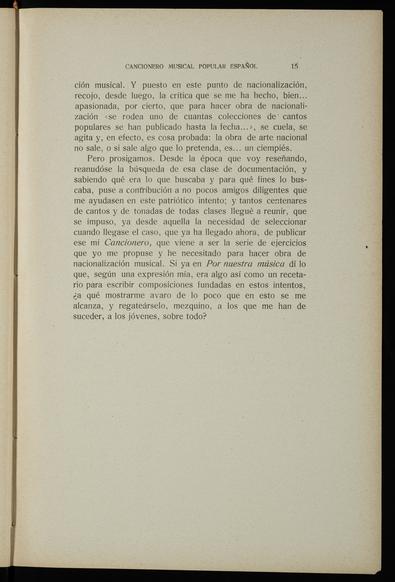 CANCIONERO MUSICAL POPULAR ESPAÑOL 15
ción musical. Y puesto en este punto de nacionalización,
recojo, desde luego, la crítica que se me ha hecho, bien...
apasionada, por cierto, que para hacer obra de nacionali-
zación «se rodea uno de cuantas colecciones de cantos
populares se han publicado hasta la fecha...», se cuela, se
agita y, en efecto, es cosa probada: la obra de arte nacional
no sale, o si sale algo que lo pretenda, es... un ciempiés.
Pero prosigamos. Desde la época que voy reseñando,
reanudóse la búsqueda de esa clase de documentación, y
sabiendo qué era lo que buscaba y para qué fines lo bus-
caba, puse a contribución a no pocos amigos diligentes que
me ayudasen en este patriótico intento; y tantos centenares
de cantos y de tonadas de todas clases llegué a reunir, que
se impuso, ya desde aquella la necesidad de seleccionar
cuando llegase el caso, que ya ha llegado ahora, de publicar
ese mi Cancionero, que viene a ser la serie de ejercicios
que yo me propuse y he necesitado para hacer obra de
nacionalización musical. Si ya en Por nuestra música di lo
que, según una expresión mía, era algo así como un receta-
rio para escribir composiciones fundadas en estos intentos,
¿a qué mostrarme avaro de lo poco que en esto se me
alcanza, y regateárselo, mezquino, a los que me han de
suceder, a los jóvenes, sobre todo?